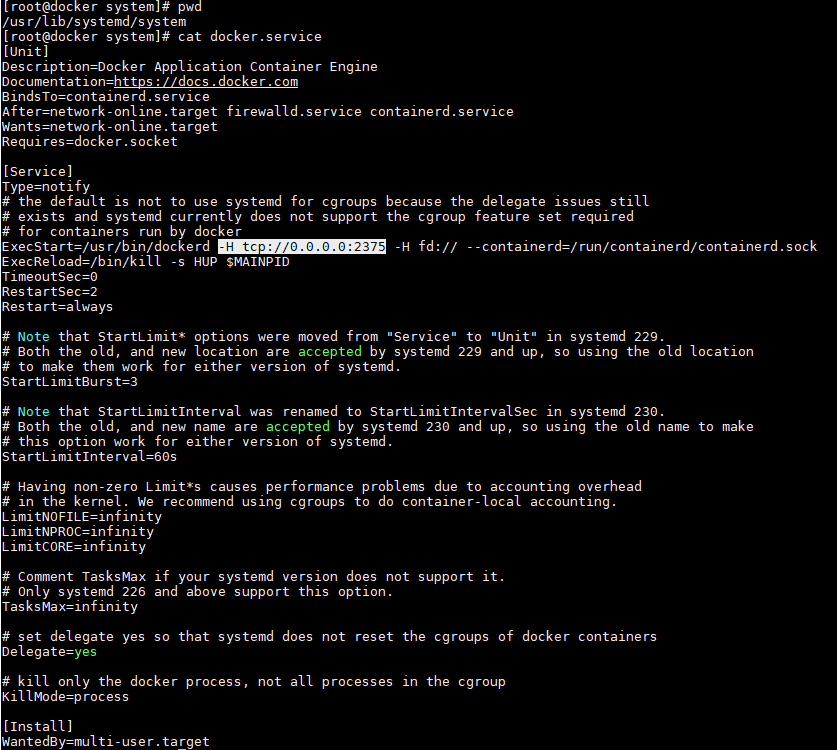 [root@docker system]# pwd
/usr/lib/systemd/system
[root@docker system]# cat docker.service
[Unit]
Description=Docker Application Container Engine
Documentation=https://docs.docker.com
BindsTo=containerd.service
After=network-online.target firewalld.service containerd.service
Wants=network-online.target
Requires=docker.socket

[Service]
Type=notify
# the default is not to use systemd for cgroups because the delegate issues still
# exists and systemd currently does not support the cgroup feature set required
# for containers run by docker
ExecStart=/usr/bin/dockerd -H tcp://0.0.0.0:2375 -H fd:// --containerd=/run/containerd/containerd.sock
ExecReload=/bin/kill -s HUP $MAINPID
TimeoutSec=0
RestartSec=2
Restart=always

# Note that StartLimit* options were moved from "Service" to "Unit" in systemd 229.
# Both the old, and new location are accepted by systemd 229 and up, so using the old location
# to make them work for either version of systemd.
StartLimitBurst=3

# Note that StartLimitInterval was renamed to StartLimitIntervalSec in systemd 230.
# Both the old, and new name are accepted by systemd 230 and up, so using the old name to make
# this option work for either version of systemd.
StartLimitInterval=60s

# Having non-zero Limit*s causes performance problems due to accounting overhead
# in the kernel. We recommend using cgroups to do container-local accounting.
LimitNOFILE=infinity
LimitNPROC=infinity
LimitCORE=infinity

# Comment TasksMax if your systemd version does not support it.
# Only systemd 226 and above support this option.
TasksMax=infinity

# set delegate yes so that systemd does not reset the cgroups of docker containers
Delegate=yes

# kill only the docker process, not all processes in the cgroup
KillMode=process

[Install]
WantedBy=multi-user.target